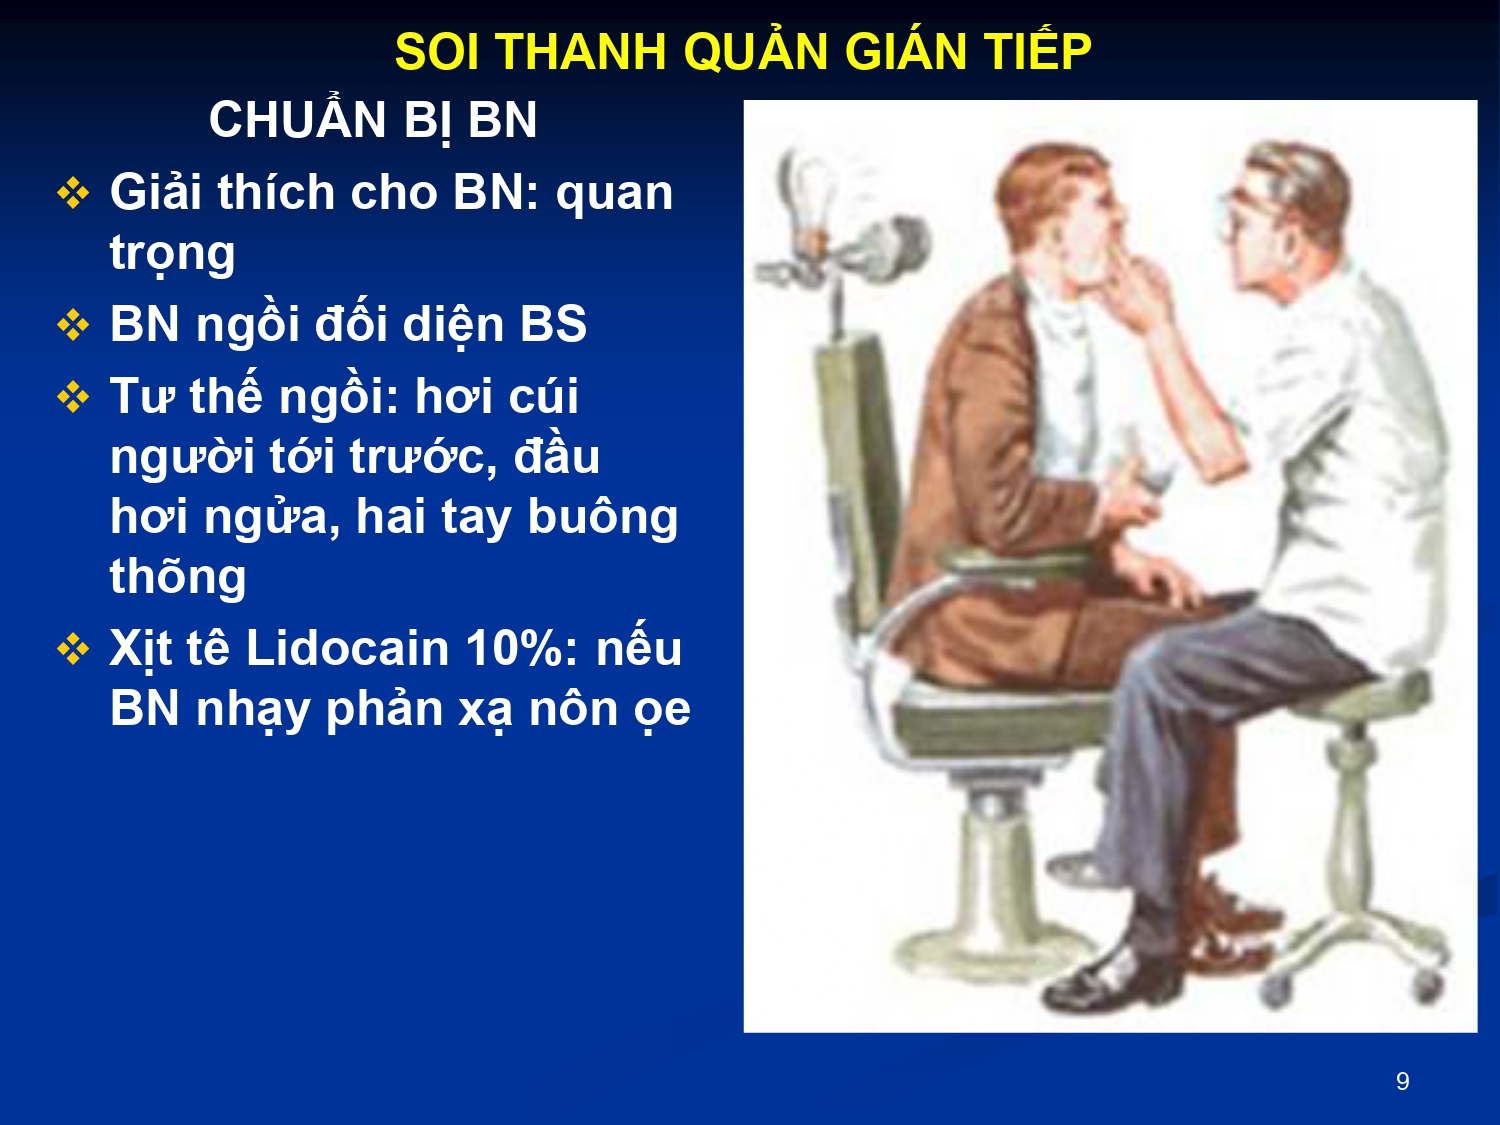 SOI THANH QUẢN GIÁN TIẾP
CHUẨN BỊ BN
Giải thích cho BN: quan
trọng
BN ngồi đối diện BS
Tư thế ngồi: hơi cúi
người tới trước, đầu
hơi ngửa, hai tay buông
thõng
Xịt tê Lidocain 10%: nếu
BN nhạy phản xạ nôn ọe
9